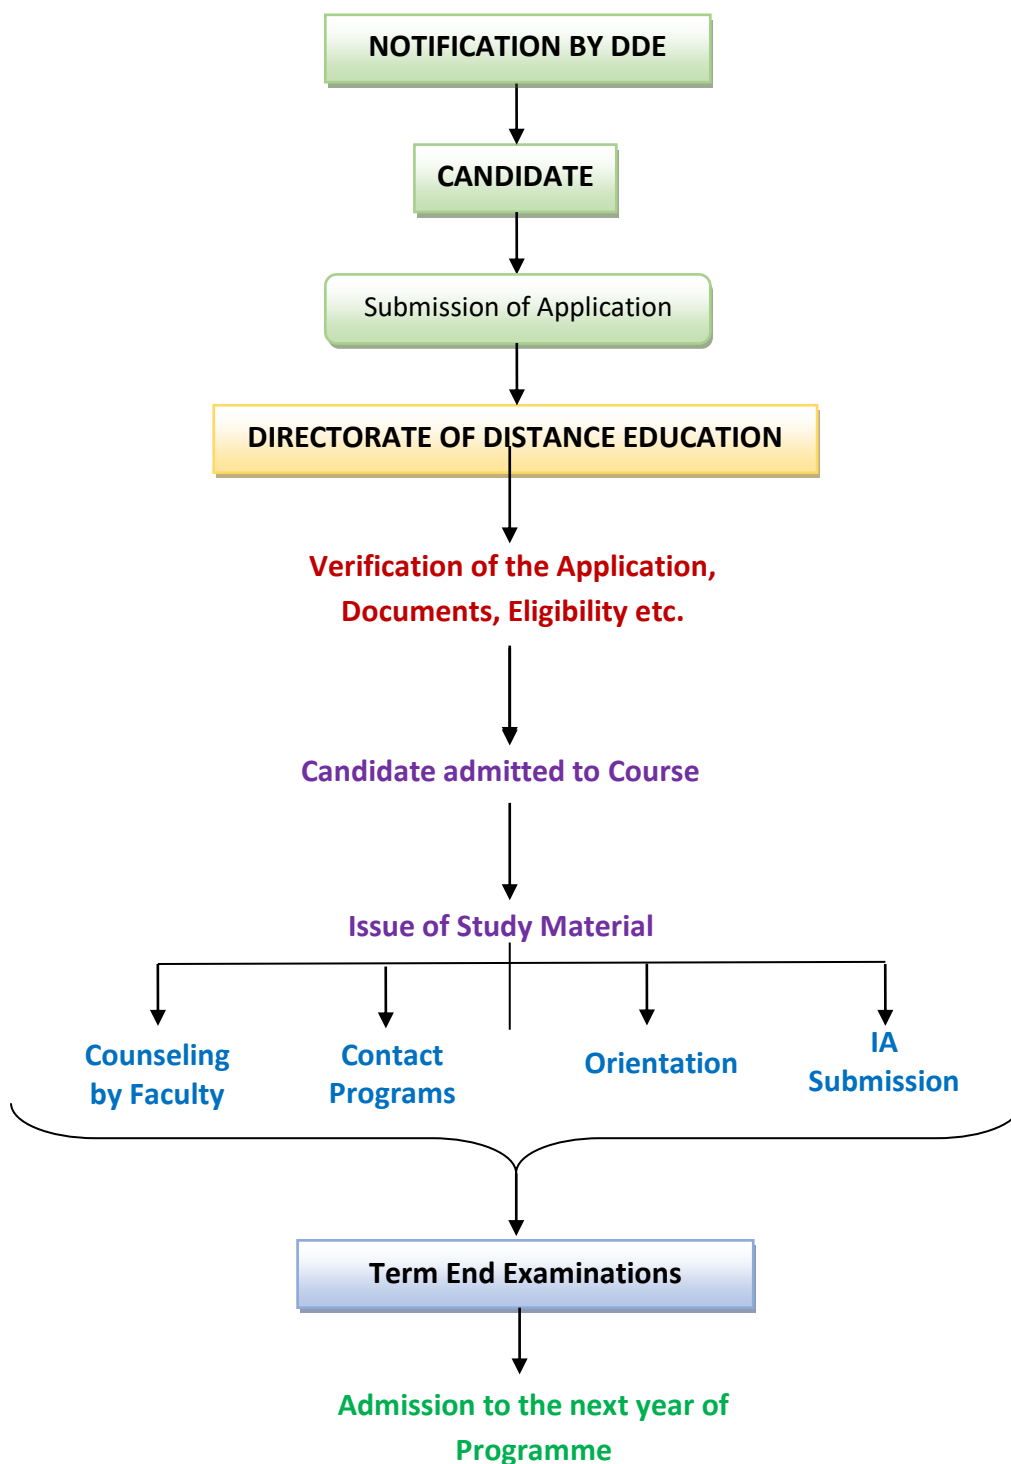 NOTIFICATION BY DDE
CANDIDATE
Submission of Application
DIRECTORATE OF DISTANCE EDUCATION
Verification of the Application,
Documents, Eligibility etc.
Candidate admitted to Course
Issue of Study Material
Counseling
by Faculty
Contact
Programs
Orientation
IA
Submission
Term End Examinations
Admission to the next year of
Programme